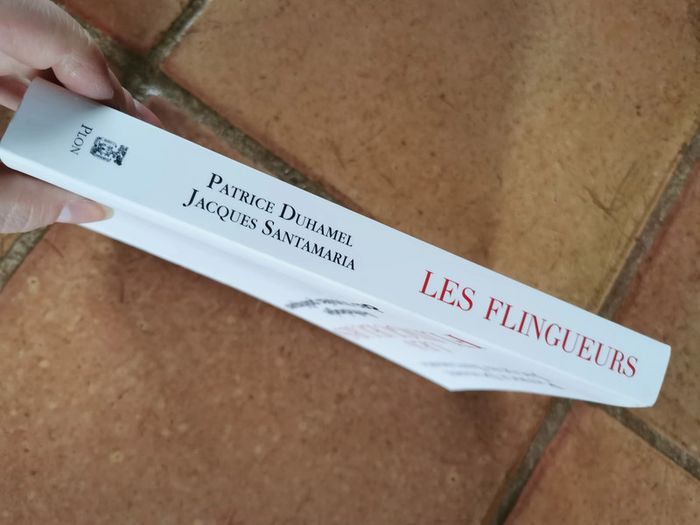 PLON
PATRICE DUHAMEL
JACQUES SANTAMARIA
LES FLINGUEURS